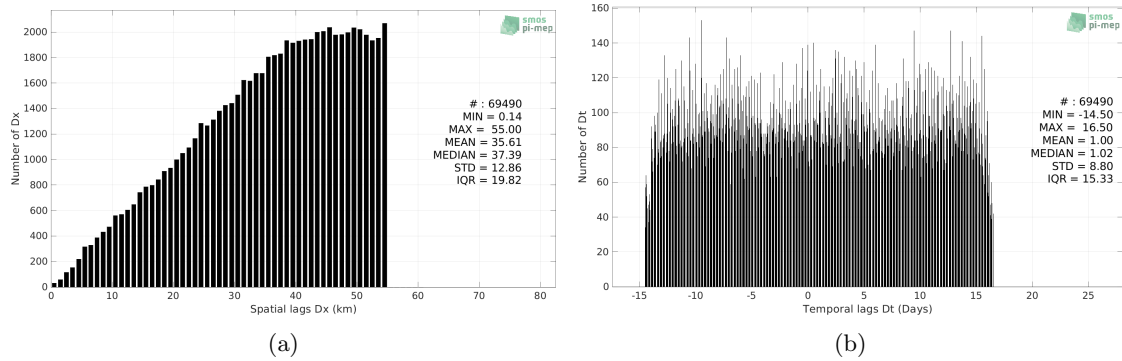 2000
1800
1600
1400
1200
1000
800
600
400
200
0
Number of Dx
0 10 20 30 40 50 60 70 80
Spatial lags Dx (km)
smos
pi-mep
# : 69490
MIN = 0.14
MAX = 55.00
MEAN = 35.61
MEDIAN = 37.39
STD = 12.86
IQR = 19.82
(a)
160
140
120
100
80
60
40
20
0
Number of Dt
-15 -10 -5 0 5 10 15 20 25
Temporal lags Dt (Days)
smos
pi-mep
# : 69490
MIN = -14.50
MAX = 16.50
MEAN = 1.00
MEDIAN = 1.02
STD = 8.80
IQR = 15.33
(b)